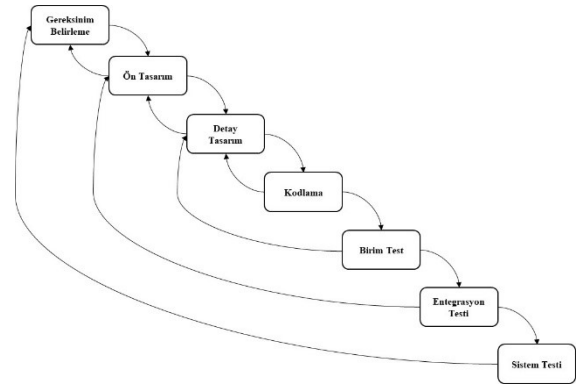 Gereksinim
Belirleme
Ön Tasarım
Detay
Tasarım
Kodlama
Birim Test
Entegrasyon
Testi
Sistem Testi